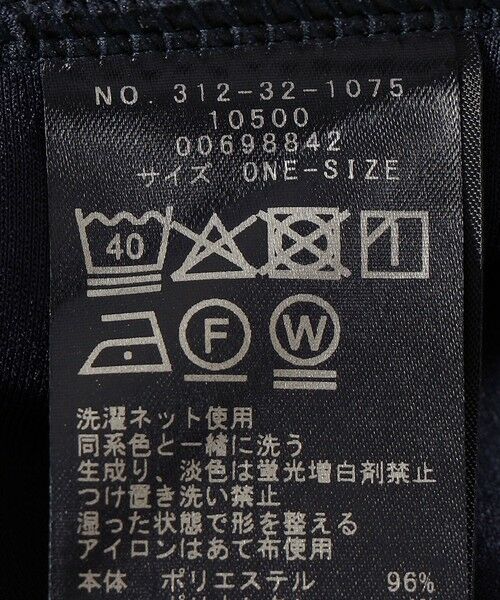 NO. 312-32-1075
10500
00698842
サイズ ONE-SIZE
40
F W
洗濯ネット使用
同系色と一緒に洗う
生成り、淡色は蛍光増白剤禁止
つけ置き洗い禁止
湿った状態で形を整える
アイロンはあて布使用
本体 ポリエステル 96%